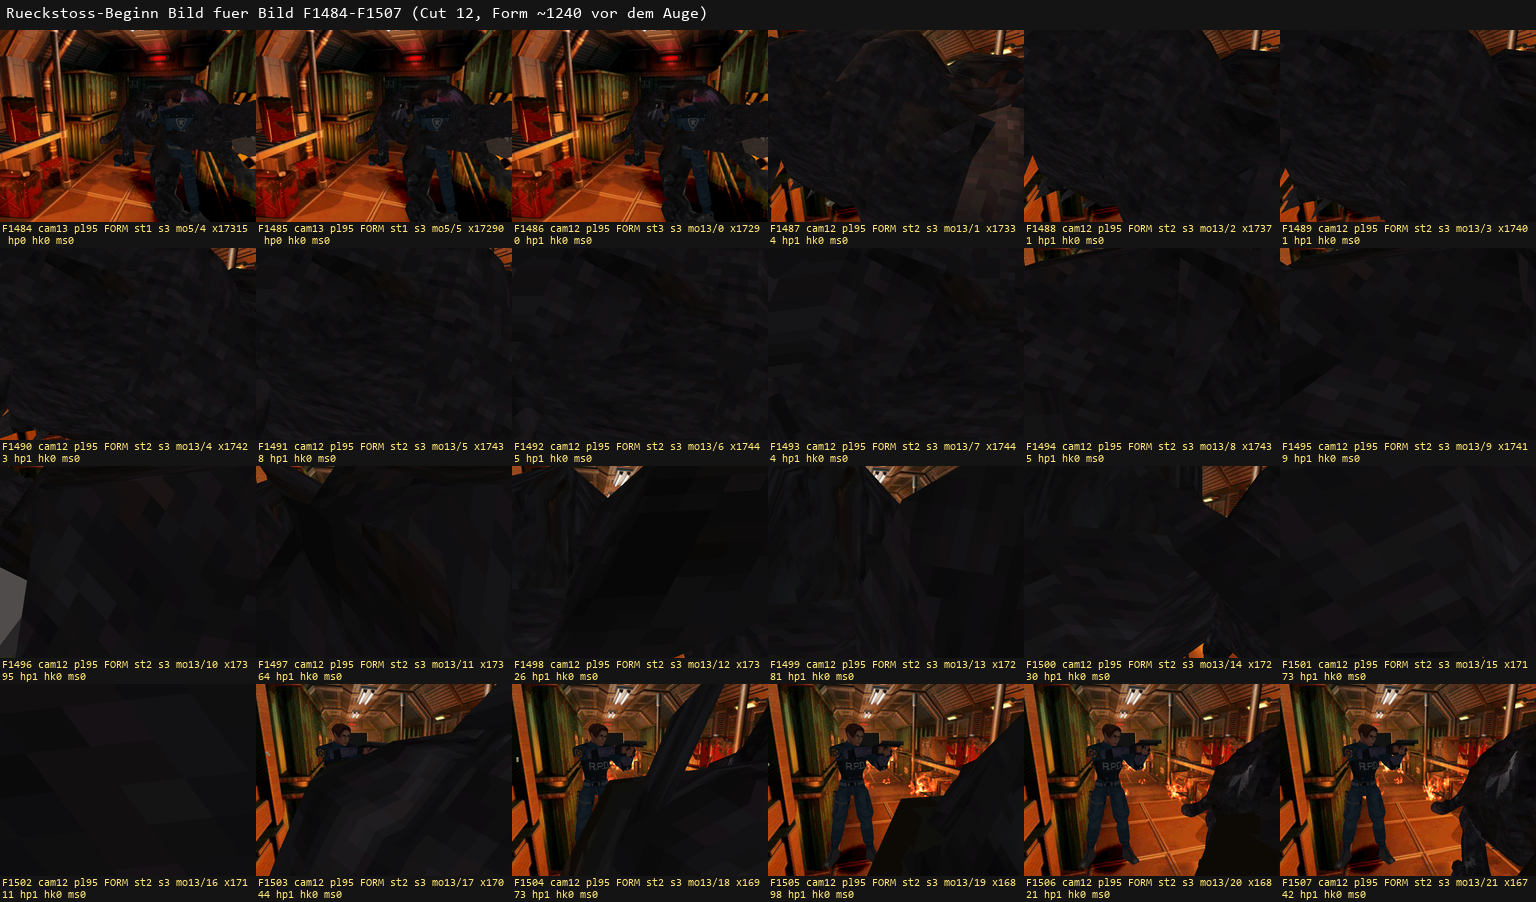 Rueckstoss-Beginn Bild fuer Bild F1484-F1507 (Cut 12, Form ~1240 vor dem Auge)
F1484 cam13 pl95 FORM st1 s3 mo5/4 x17315
hp0 hk0 ms0
F1485 cam13 pl95 FORM st1 s3 mo5/5 x17290
hp0 hk0 ms0
F1486 cam12 pl95 FORM st3 s3 mo13/0 x1729
0 hp1 hk0 ms0
F1487 cam12 pl95 FORM st2 s3 mo13/1 x1733
4 hp1 hk0 ms0
F1488 cam12 pl95 FORM st2 s3 mo13/2 x1737
1 hp1 hk0 ms0
F1489 cam12 pl95 FORM st2 s3 mo13/3 x1740
1 hp1 hk0 ms0
F1490 cam12 pl95 FORM st2 s3 mo13/4 x1742
3 hp1 hk0 ms0
F1491 cam12 pl95 FORM st2 s3 mo13/5 x1743
8 hp1 hk0 ms0
F1492 cam12 pl95 FORM st2 s3 mo13/6 x1744
5 hp1 hk0 ms0
F1493 cam12 pl95 FORM st2 s3 mo13/7 x1744
4 hp1 hk0 ms0
F1494 cam12 pl95 FORM st2 s3 mo13/8 x1743
5 hp1 hk0 ms0
F1495 cam12 pl95 FORM st2 s3 mo13/9 x1741
9 hp1 hk0 ms0
F1496 cam12 pl95 FORM st2 s3 mo13/10 x173
95 hp1 hk0 ms0
F1497 cam12 pl95 FORM st2 s3 mo13/11 x173
64 hp1 hk0 ms0
F1498 cam12 pl95 FORM st2 s3 mo13/12 x173
26 hp1 hk0 ms0
F1499 cam12 pl95 FORM st2 s3 mo13/13 x172
81 hp1 hk0 ms0
F1500 cam12 pl95 FORM st2 s3 mo13/14 x172
30 hp1 hk0 ms0
F1501 cam12 pl95 FORM st2 s3 mo13/15 x171
73 hp1 hk0 ms0
RPD
RPD
RPD
RPD
F1502 cam12 pl95 FORM st2 s3 mo13/16 x171
11 hp1 hk0 ms0
F1503 cam12 pl95 FORM st2 s3 mo13/17 x170
44 hp1 hk0 ms0
F1504 cam12 pl95 FORM st2 s3 mo13/18 x169
73 hp1 hk0 ms0
F1505 cam12 pl95 FORM st2 s3 mo13/19 x168
98 hp1 hk0 ms0
F1506 cam12 pl95 FORM st2 s3 mo13/20 x168
21 hp1 hk0 ms0
F1507 cam12 pl95 FORM st2 s3 mo13/21 x167
42 hp1 hk0 ms0